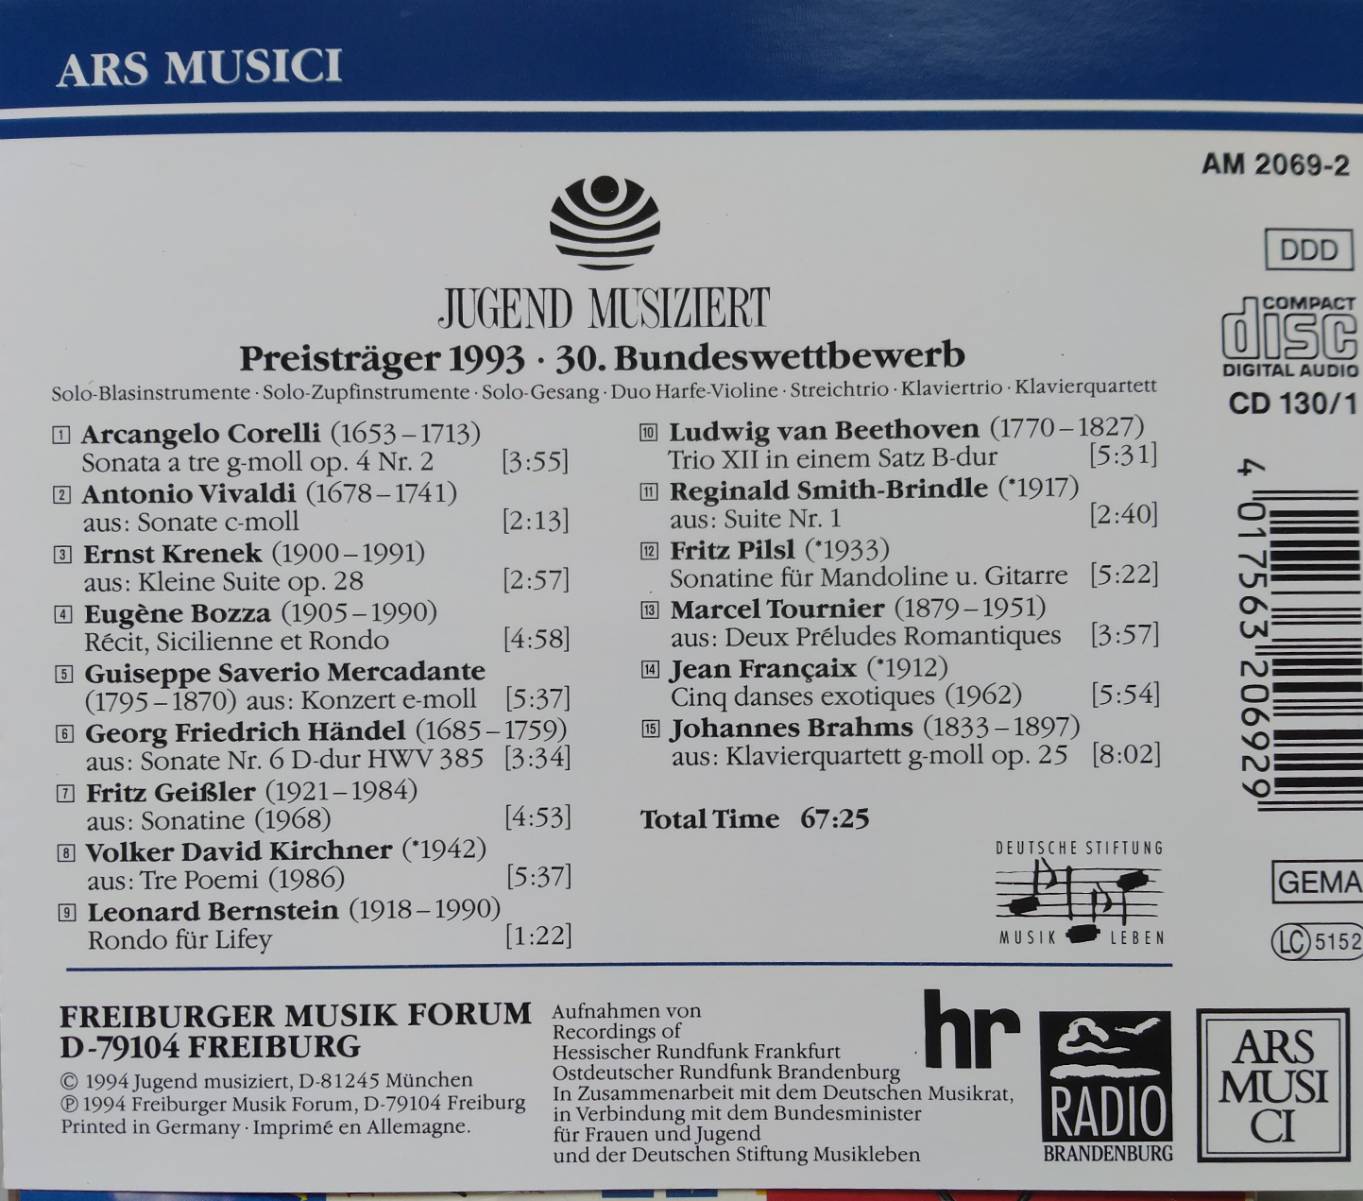 ARS MUSICI
AM 2069-2
DDD
COMPACT
disc
DIGITAL AUDIO
CD 130/1
JUGEND MUSIZIERT
Preisträger 1993 · 30. Bundeswettbewerb
Solo-Blasinstrumente · Solo-Zupfinstrumente · Solo-Gesang · Duo Harfe-Violine · Streichtrio · Klaviertrio · Klavierquartett
1 Arcangelo Corelli (1653–1713)
Sonata a tre g-moll op. 4 Nr. 2 [3:55]
2 Antonio Vivaldi (1678–1741)
aus: Sonate c-moll [2:13]
3 Ernst Krenek (1900–1991)
aus: Kleine Suite op. 28 [2:57]
4 Eugène Bozza (1905–1990)
Récit, Sicilienne et Rondo [4:58]
5 Guiseppe Saverio Mercadante
(1795–1870) aus: Konzert e-moll [5:37]
6 Georg Friedrich Händel (1685–1759)
aus: Sonate Nr. 6 D-dur HWV 385 [3:34]
7 Fritz Geißler (1921–1984)
aus: Sonatine (1968) [4:53]
8 Volker David Kirchner (*1942)
aus: Tre Poemi (1986) [5:37]
9 Leonard Bernstein (1918–1990)
Rondo für Lifey [1:22]
10 Ludwig van Beethoven (1770–1827)
Trio XII in einem Satz B-dur [5:31]
11 Reginald Smith-Brindle (*1917)
aus: Suite Nr. 1 [2:40]
12 Fritz Pilsl (*1933)
Sonatine für Mandoline u. Gitarre [5:22]
13 Marcel Tournier (1879–1951)
aus: Deux Préludes Romantiques [3:57]
14 Jean Françaix (*1912)
Cinq danses exotiques (1962) [5:54]
15 Johannes Brahms (1833–1897)
aus: Klavierquartett g-moll op. 25 [8:02]
Total Time 67:25
4 017563 206929
DEUTSCHE STIFTUNG
MUSIK LEBEN
GEMA
LC 5152
FREIBURGER MUSIK FORUM
D-79104 FREIBURG
© 1994 Jugend musiziert, D-81245 München
℗ 1994 Freiburger Musik Forum, D-79104 Freiburg
Printed in Germany · Imprimé en Allemagne.
Aufnahmen von
Recordings of
Hessischer Rundfunk Frankfurt
Ostdeutscher Rundfunk Brandenburg
In Zusammenarbeit mit dem Deutschen Musikrat,
in Verbindung mit dem Bundesminister
für Frauen und Jugend
und der Deutschen Stiftung Musikleben
hr
RADIO
BRANDENBURG
ARS
MUSI
CI